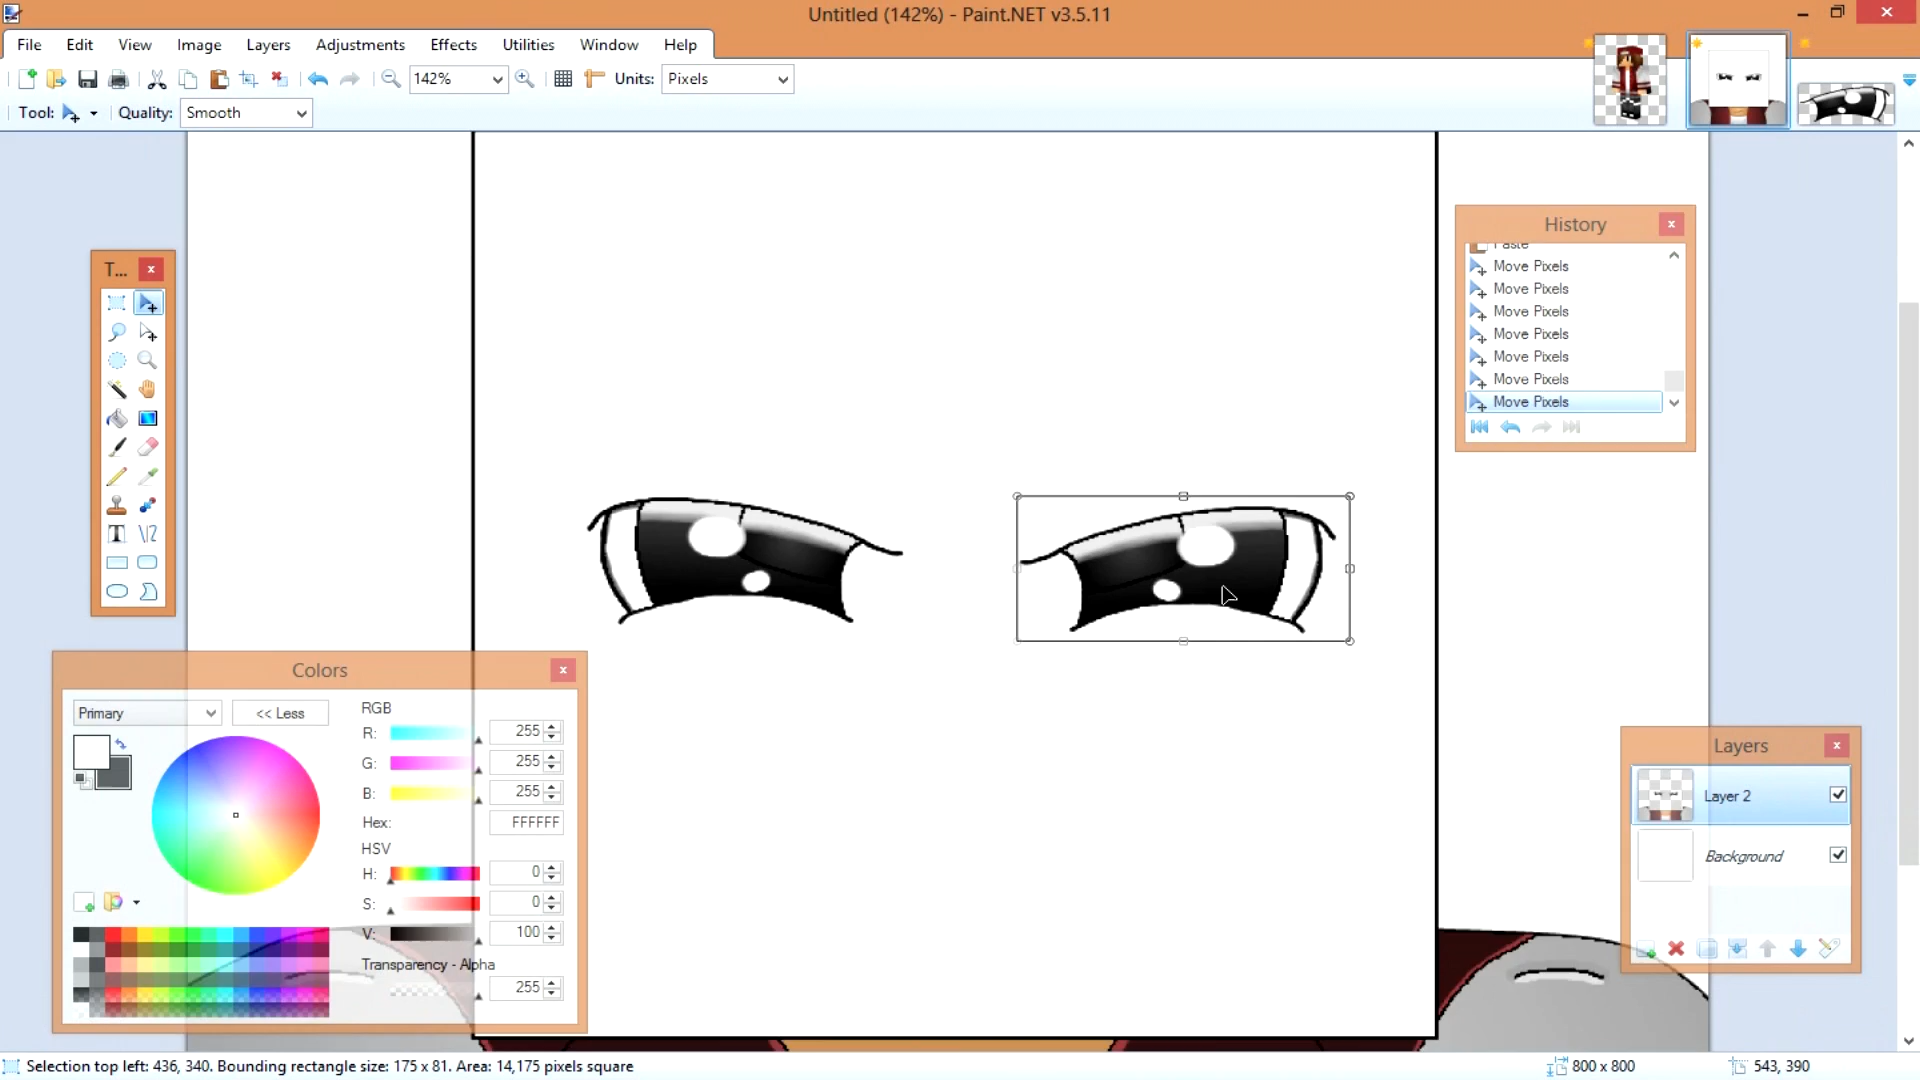 Untitled (142%) - Paint.NET v3.5.11
File Edit View Image Layers Adjustments Effects Utilities Window Help
142% Units: Pixels
Tool: Quality: Smooth
T...
History
Paste
Move Pixels
Move Pixels
Move Pixels
Move Pixels
Move Pixels
Move Pixels
Move Pixels
Colors
Primary << Less
RGB
R: 255
G: 255
B: 255
Hex: FFFFFF
HSV
H: 0
S: 0
V: 100
Transparency - Alpha
255
Layers
Layer 2
Background
Selection top left: 436, 340. Bounding rectangle size: 175 x 81. Area: 14,175 pixels square 800 x 800 543, 390